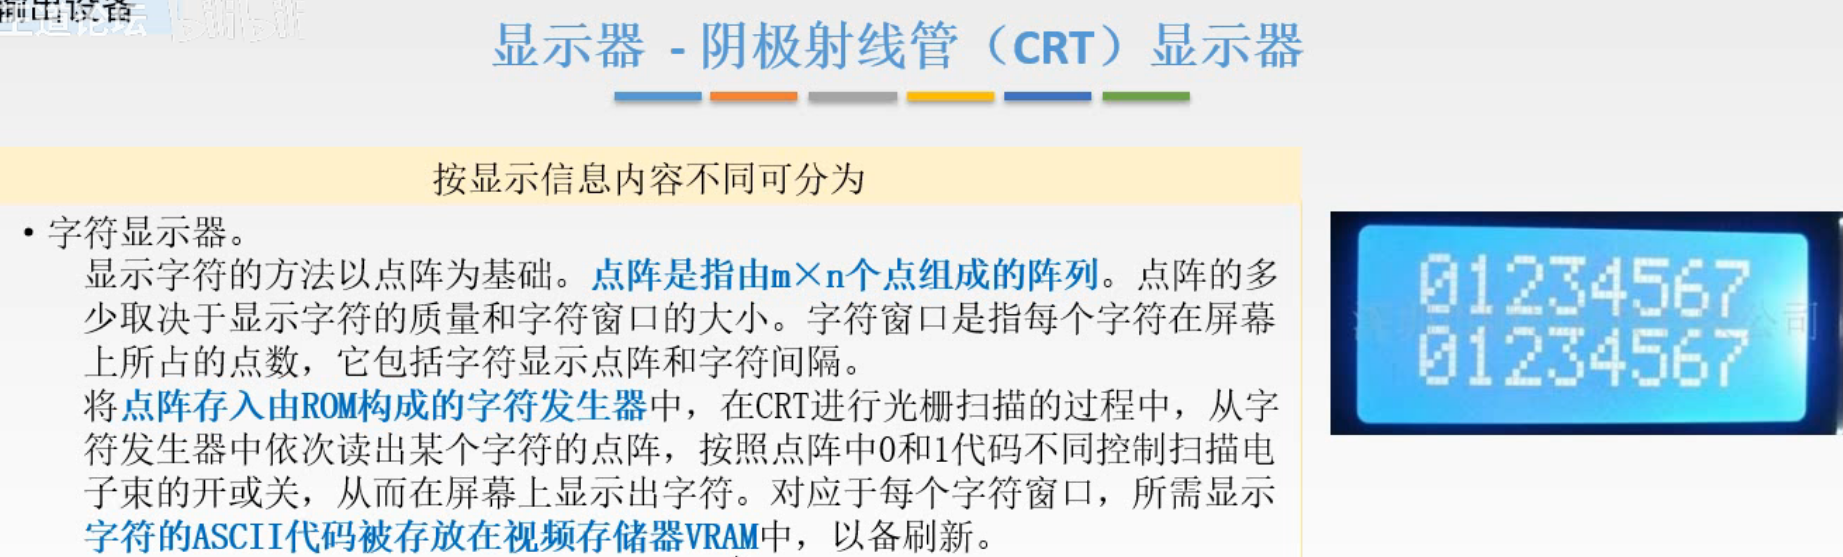 输出设备
王道论坛
显示器 - 阴极射线管（CRT）显示器
按显示信息内容不同可分为
• 字符显示器。
显示字符的方法以点阵为基础。点阵是指由m×n个点组成的阵列。点阵的多
少取决于显示字符的质量和字符窗口的大小。字符窗口是指每个字符在屏幕
上所占的点数，它包括字符显示点阵和字符间隔。
将点阵存入由ROM构成的字符发生器中，在CRT进行光栅扫描的过程中，从字
符发生器中依次读出某个字符的点阵，按照点阵中0和1代码不同控制扫描电
子束的开或关，从而在屏幕上显示出字符。对应于每个字符窗口，所需显示
字符的ASCII代码被存放在视频存储器VRAM中，以备刷新。
01234567
01234567
公司